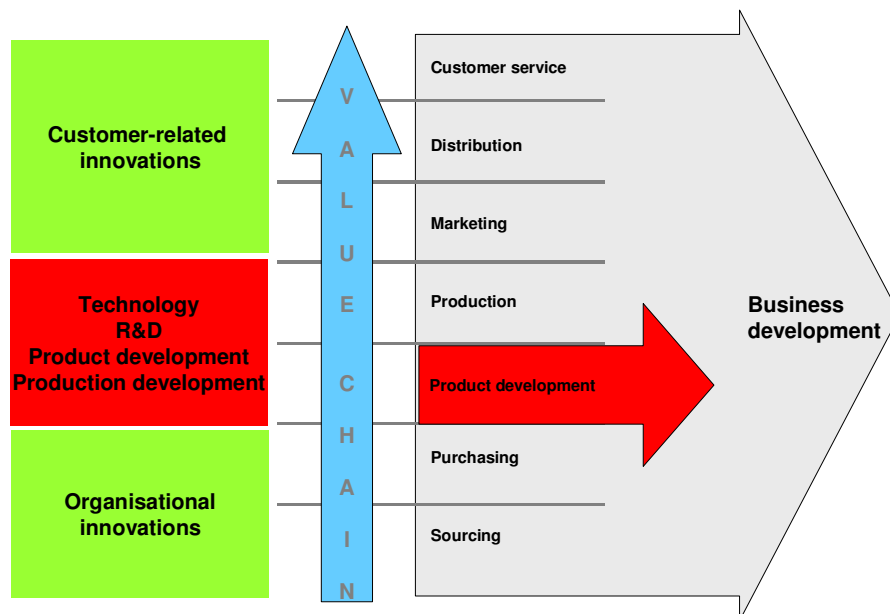 Customer-related
innovations
Technology
R&D
Product development
Production development
Organisational
innovations
V
A
L
U
E
C
H
A
I
N
Customer service
Distribution
Marketing
Production
Product development
Purchasing
Sourcing
Business
development